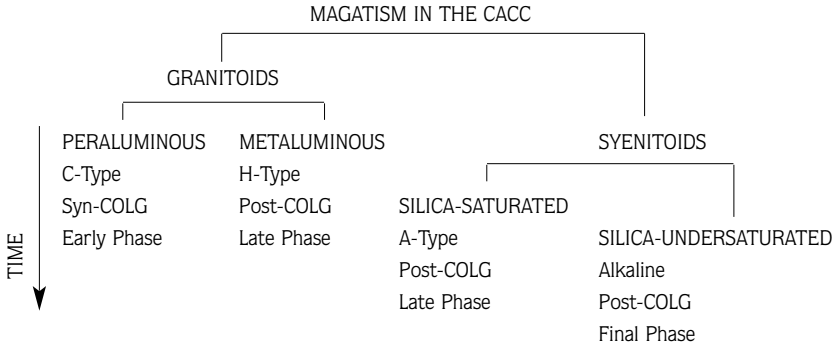 MAGATISM IN THE CACC
GRANITOIDS
PERALUMINOUS
C-Type
Syn-COLG
Early Phase
METALUMINOUS
H-Type
Post-COLG
Late Phase
SYENITOIDS
SILICA-SATURATED
A-Type
Post-COLG
Late Phase
SILICA-UNDERSATURATED
Alkaline
Post-COLG
Final Phase
TIME